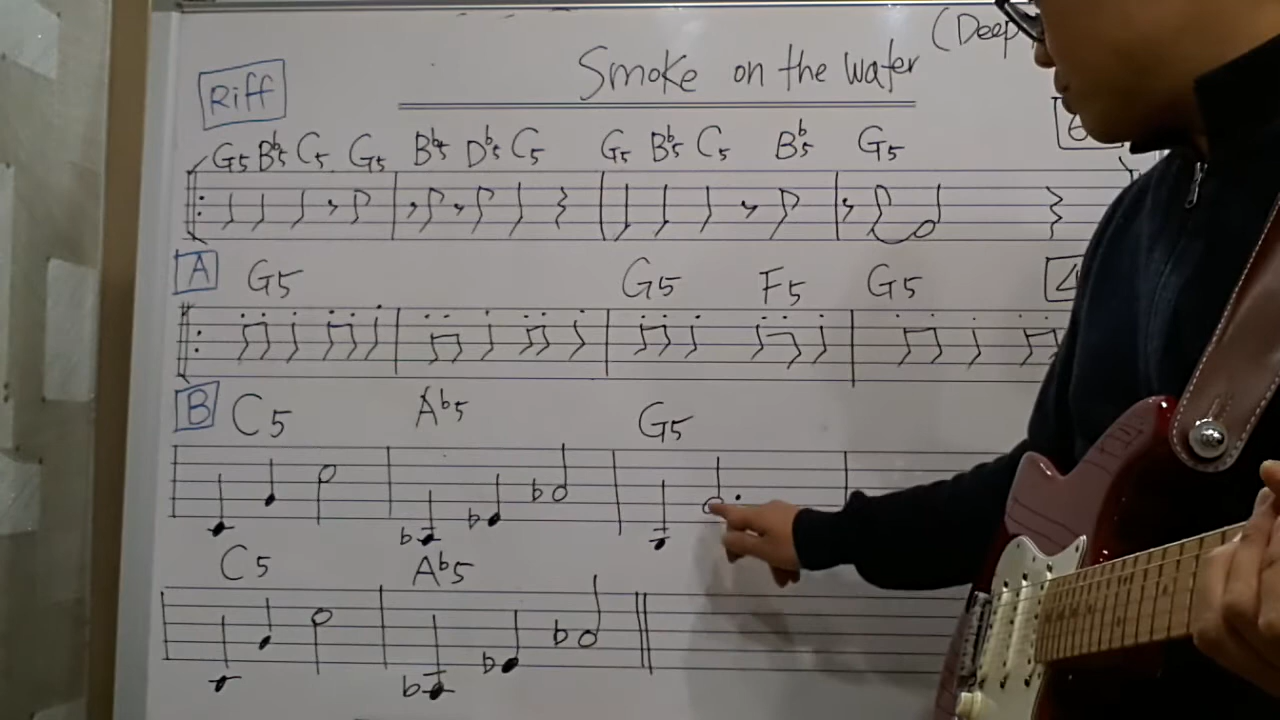 Smoke on the water (Deep
Riff
G5 B♭5 C5 G5 B♭5 D♭5 C5 G5 B♭5 C5 B♭5 G5 6
A G5 G5 F5 G5
B C5 A♭5 G5
C5 A♭5